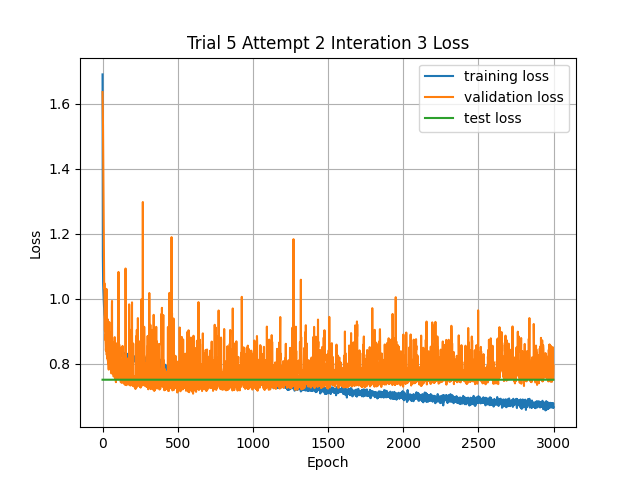 Trial 5 Attempt 2 Interation 3 Loss
training loss
validation loss
test loss
Loss
1.6
1.4
1.2
1.0
0.8
0
500
1000
1500
2000
2500
3000
Epoch